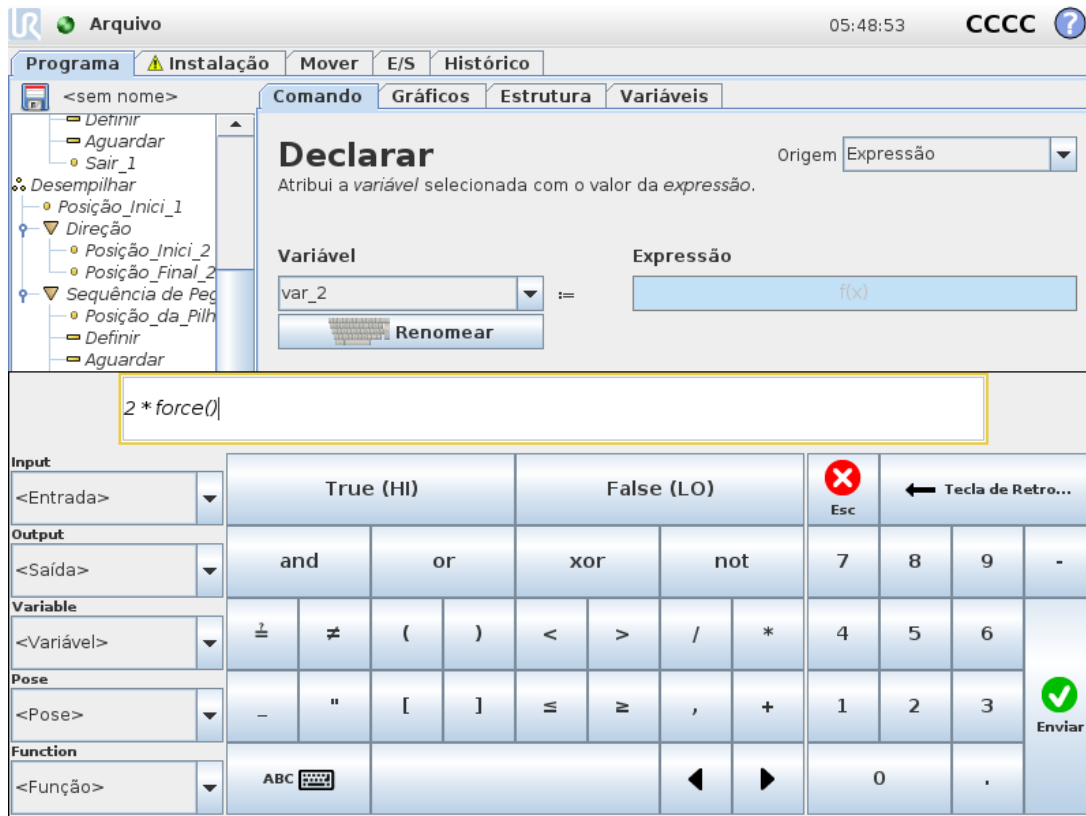 Arquivo 05:48:53 CCCC ?
Programa Instalação Mover E/S Histórico
<sem nome> Comando Gráficos Estrutura Variáveis
Definir
Aguardar
Sair_1
Desempilhar
Posição_Inici_1
Direção
Posição_Inici_2
Posição_Final_2
Sequência de Peg
Posição_da_Pilh
Definir
Aguardar
Declarar
Origem Expressão
Atribui a variável selecionada com o valor da expressão.
Variável Expressão
var_2 := f(x)
Renomear
2 * force()
Input
<Entrada>
True (HI) False (LO) Esc Tecla de Retro...
Output
<Saída>
and or xor not 7 8 9 -
Variable
<Variável>
≟ ≠ ( ) < > / * 4 5 6
Pose
<Pose>
_ " [ ] ≤ ≥ , + 1 2 3 Enviar
Function
<Função>
ABC 0 .